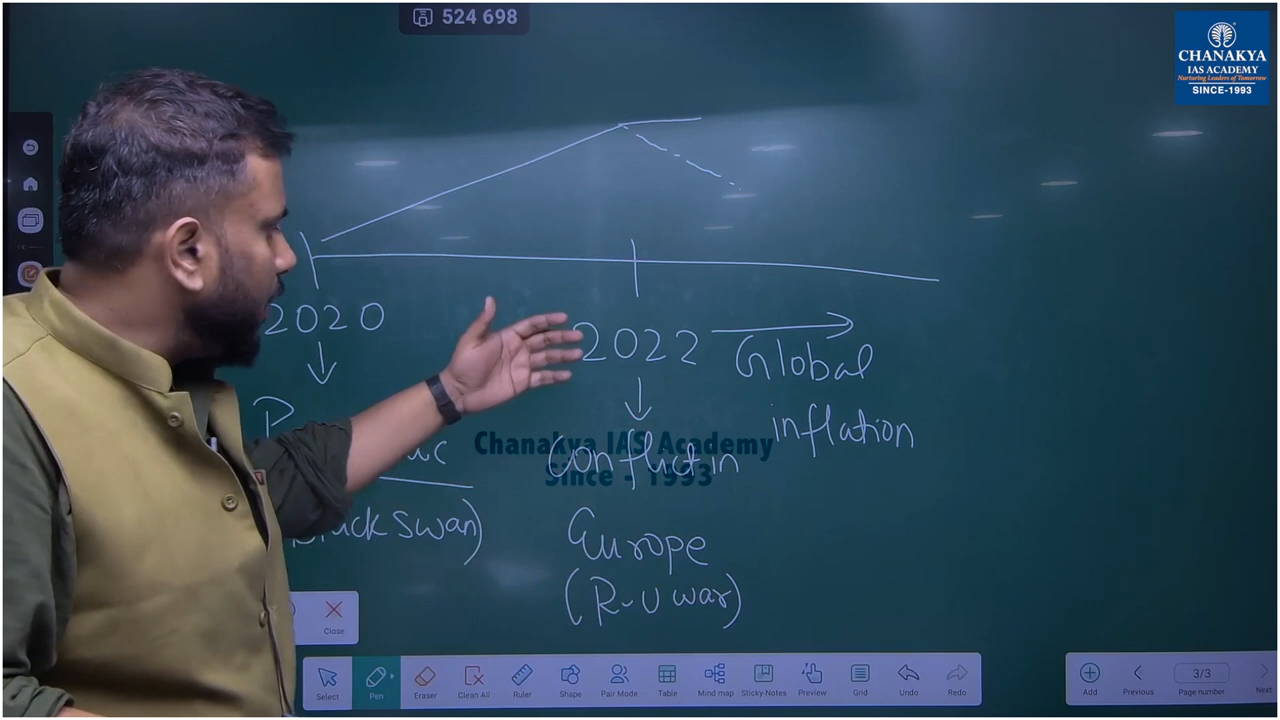 524 698
CHANAKYA
IAS ACADEMY
Nurturing Leaders of Tomorrow
SINCE-1993
2020
2022
Global
inflation
Conflict in
Europe
(R-U war)
Swan)
Chanakya IAS Academy
Since - 1993
Close
Select
Pen
Eraser
Clean All
Ruler
Shape
Pair Mode
Table
Mind map
Sticky-Notes
Preview
Grid
Undo
Redo
Add
Previous
3/3
Page number
Next